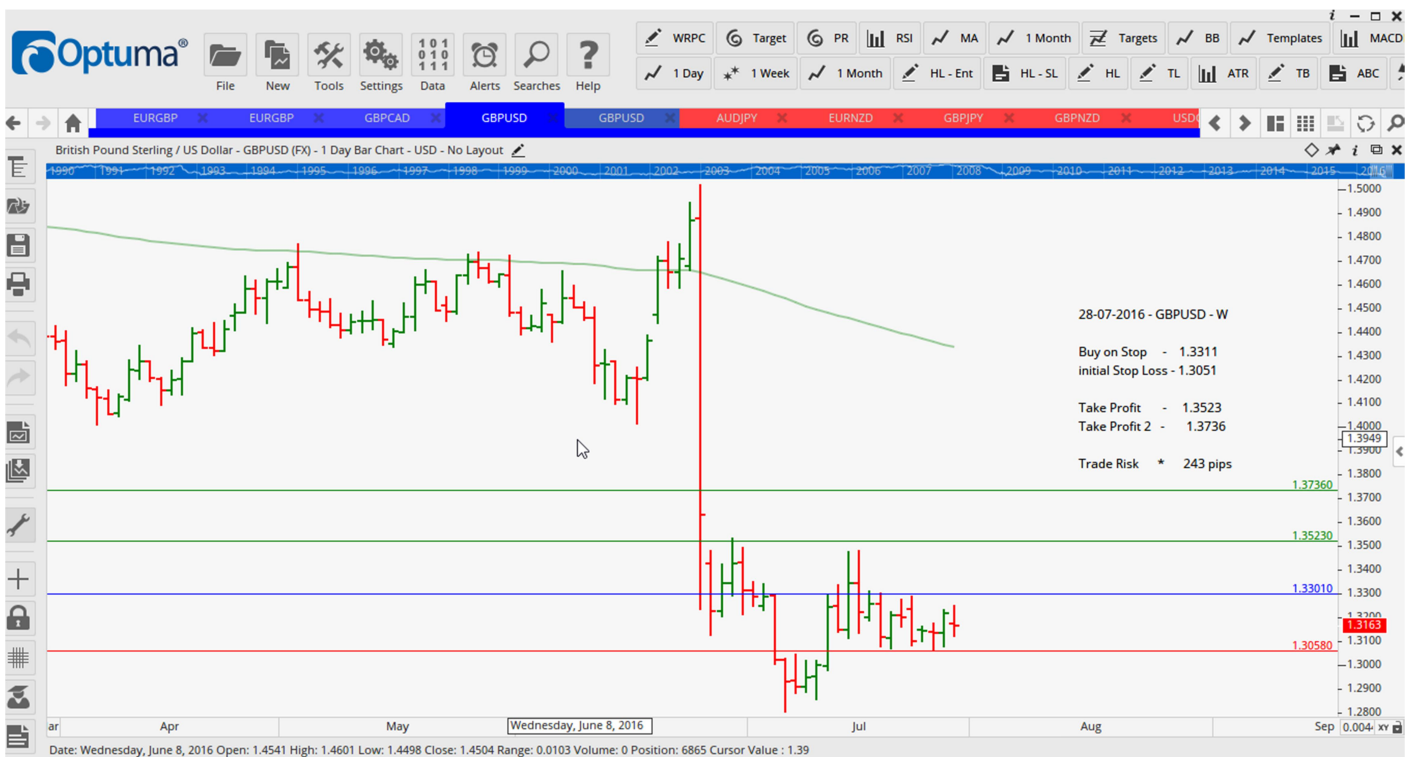 i
Optuma®
WRPC Target PR RSI MA 1 Month Targets BB Templates MACD
1 Day 1 Week 1 Month HL - Ent HL - SL HL TL ATR TB ABC
101
010
111
File New Tools Settings Data Alerts Searches Help
EURGBP EURGBP GBPCAD GBPUSD GBPUSD AUDJPY EURNZD GBPJPY GBPNZD
British Pound Sterling / US Dollar - GBPUSD (FX) - 1 Day Bar Chart - USD - No Layout
1990 1991 1992 1993 1994 1995 1996 1997 1998 1999 2000 2001 2002 2003 2004 2005 2006 2007 2008 2009 2010 2011 2012 2013 2014 2015 2016
1.5000
1.4900
1.4800
1.4700
1.4600
1.4500
1.4400
1.4300
1.4200
1.4100
1.4000
1.3949
1.3900
1.3800
1.3700
1.3600
1.3500
1.3400
1.3300
1.3200
1.3163
1.3100
1.3000
1.2900
1.2800
28-07-2016 - GBPUSD - W
Buy on Stop - 1.3311
initial Stop Loss - 1.3051
Take Profit - 1.3523
Take Profit 2 - 1.3736
Trade Risk * 243 pips
1.37360
1.35230
1.33010
1.30580
ar Apr May Wednesday, June 8, 2016 Jul Aug Sep 0.004 XY
Date: Wednesday, June 8, 2016 Open: 1.4541 High: 1.4601 Low: 1.4498 Close: 1.4504 Range: 0.0103 Volume: 0 Position: 6865 Cursor Value : 1.39